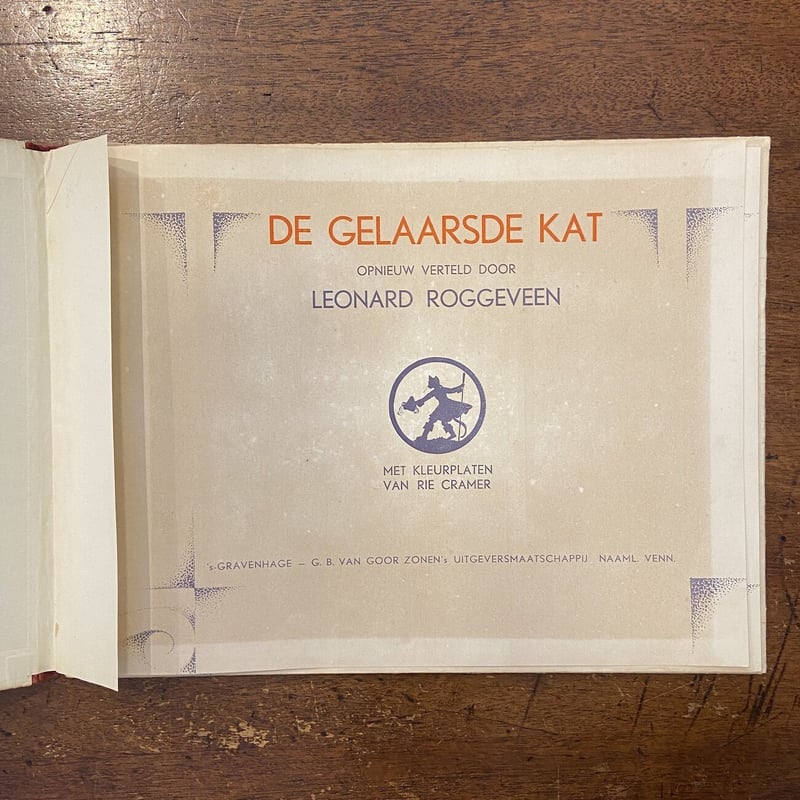 DE GELAARSDE KAT
OPNIEUW VERTELD DOOR
LEONARD ROGGEVEEN
MET KLEURPLATEN
VAN RIE CRAMER
's-GRAVENHAGE — G. B. VAN GOOR ZONEN's UITGEVERSMAATSCHAPPIJ NAAML. VENN.